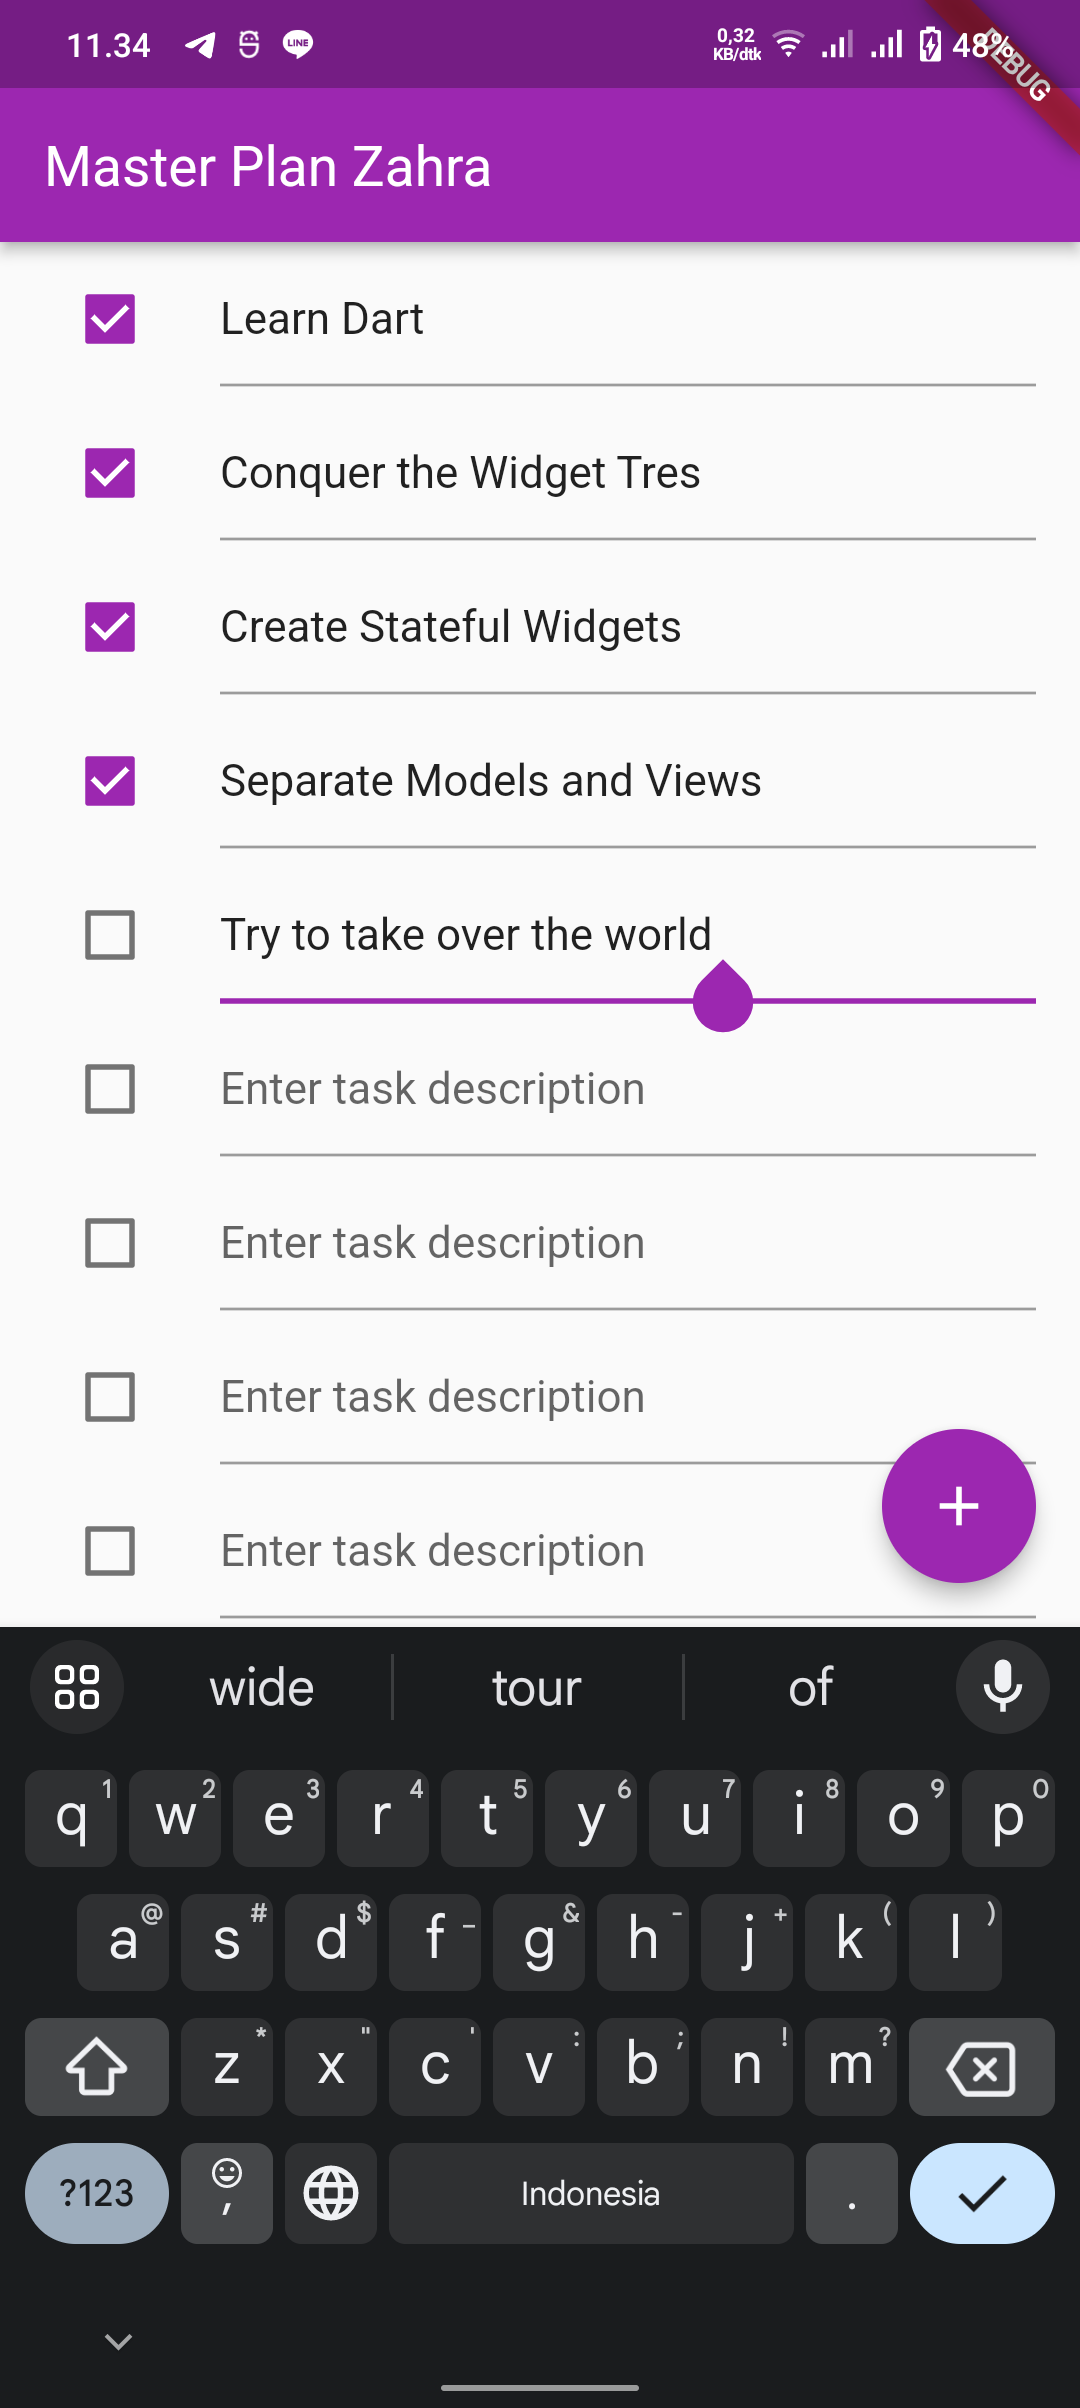 11.34
LINE
0,32
KB/dtk
48%
DEBUG
Master Plan Zahra
Learn Dart
Conquer the Widget Tres
Create Stateful Widgets
Separate Models and Views
Try to take over the world
Enter task description
Enter task description
Enter task description
Enter task description
wide tour of
q 1 w 2 e 3 r 4 t 5 y 6 u 7 i 8 o 9 p 0
a @ s # d $ f _ g & h - j + k ( l )
z * x " c ' v : b ; n ! m ?
?123 , Indonesia .